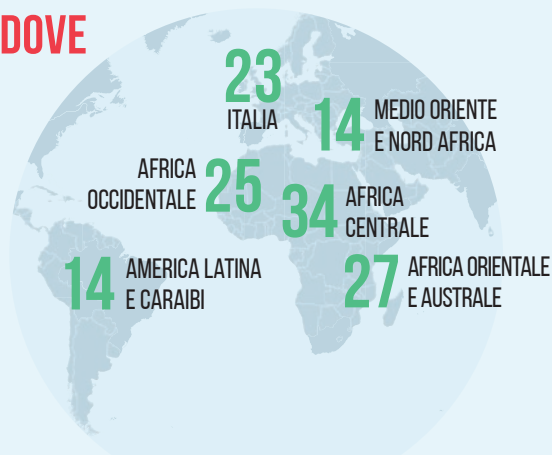 DOVE
23
ITALIA
14
MEDIO ORIENTE
E NORD AFRICA
AFRICA
OCCIDENTALE
25
34
AFRICA
CENTRALE
14
AMERICA LATINA
E CARAIBI
27
AFRICA ORIENTALE
E AUSTRALE